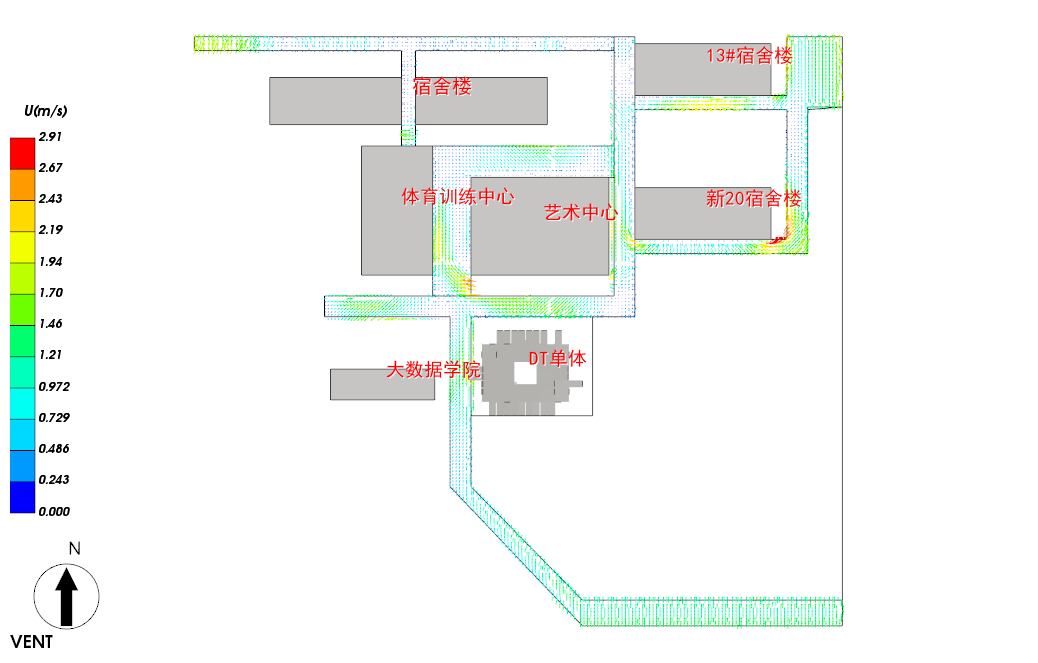 13#宿舍楼
宿舍楼
U(m/s)
2.91
2.67
2.43
2.19
1.94
1.70
1.46
1.21
0.972
0.729
0.486
0.243
0.000
体育训练中心
艺术中心
新20宿舍楼
大数据学院
DT单体
N
VENT